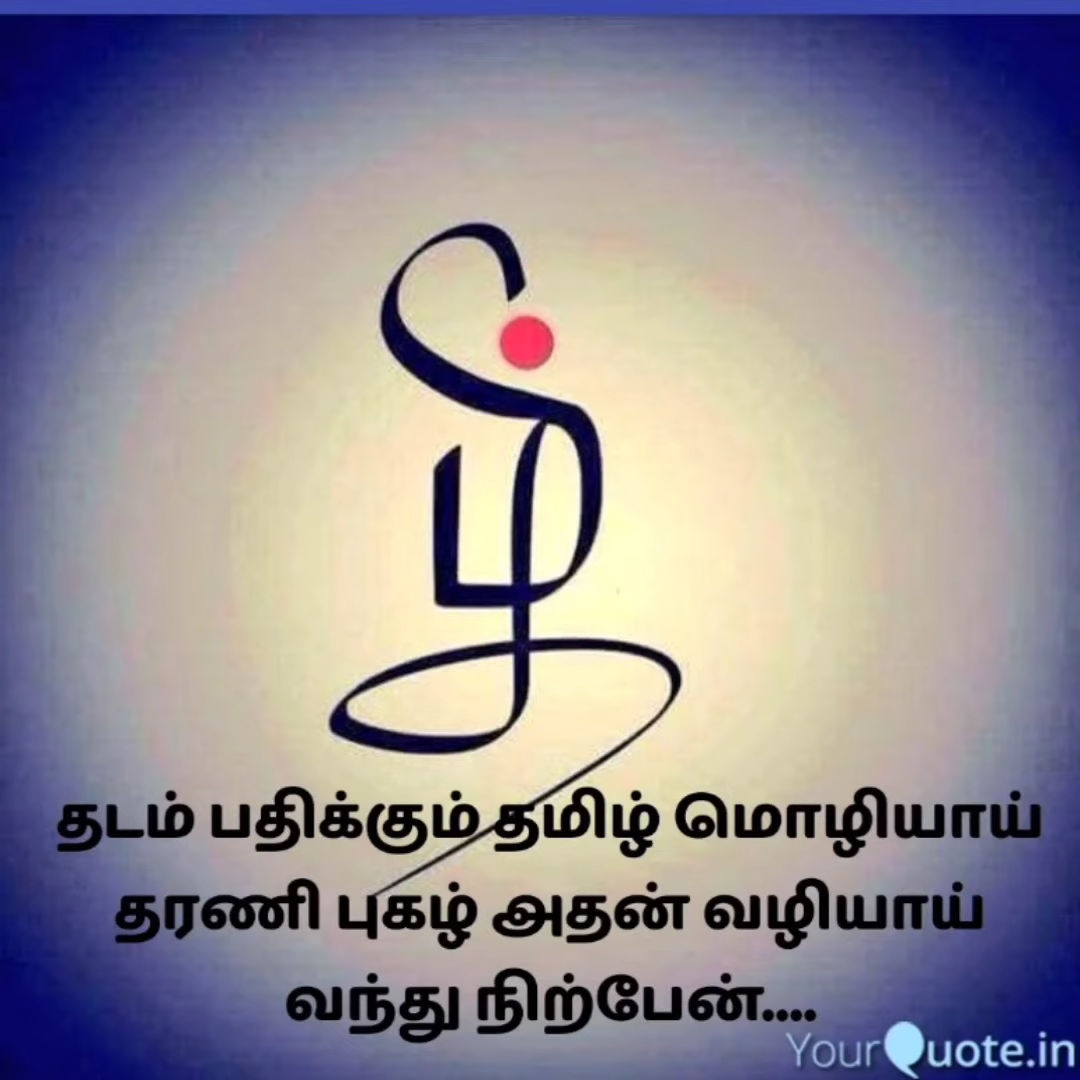 தடம் பதிக்கும் தமிழ் மொழியாய்
தரணி புகழ் அதன் வழியாய்
வந்து நிற்பேன்....
YourQuote.in